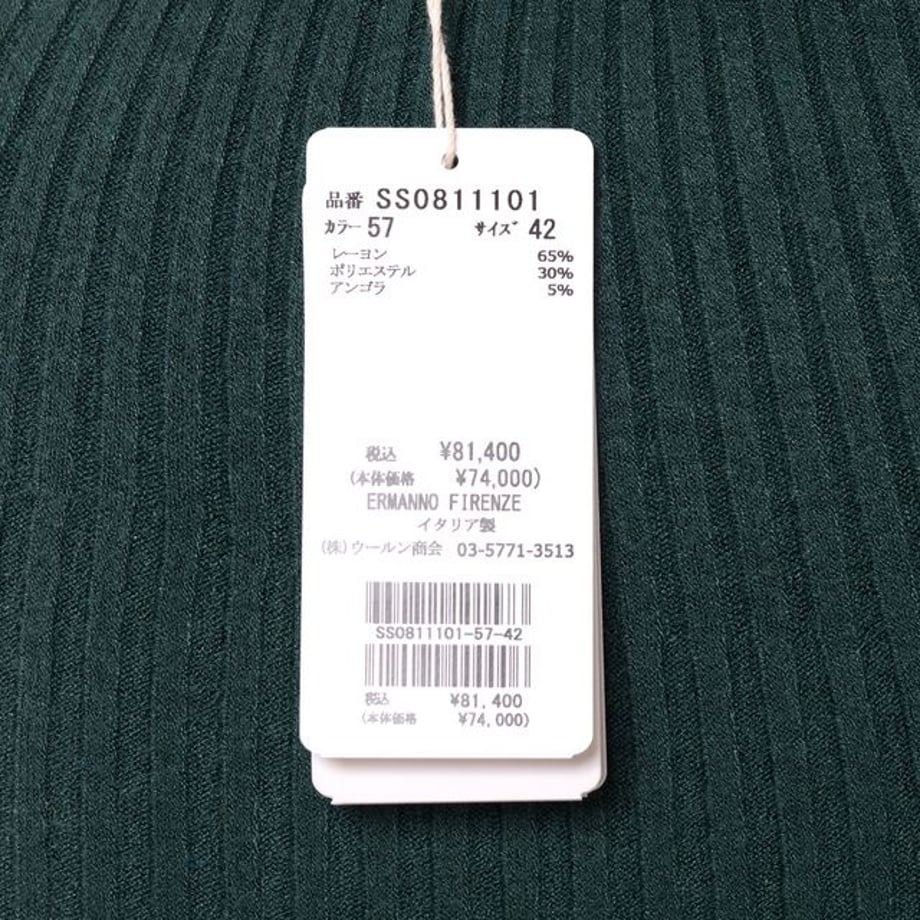 品番 SS0811101
カラー 57 サイズ 42
レーヨン 65%
ポリエステル 30%
アンゴラ 5%
税込 ¥81,400
(本体価格 ¥74,000)
ERMANNO FIRENZE
イタリア製
(株)ウールン商会 03-5771-3513
SS0811101-57-42
税込 ¥81,400
(本体価格 ¥74,000)